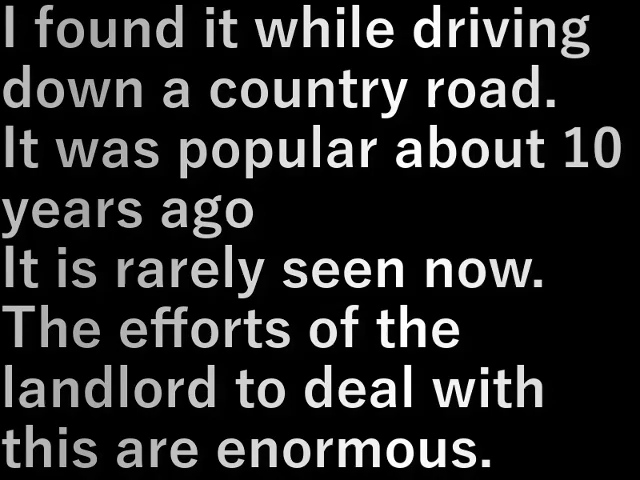 I found it while driving
down a country road.
It was popular about 10
years ago
It is rarely seen now.
The efforts of the
landlord to deal with
this are enormous.